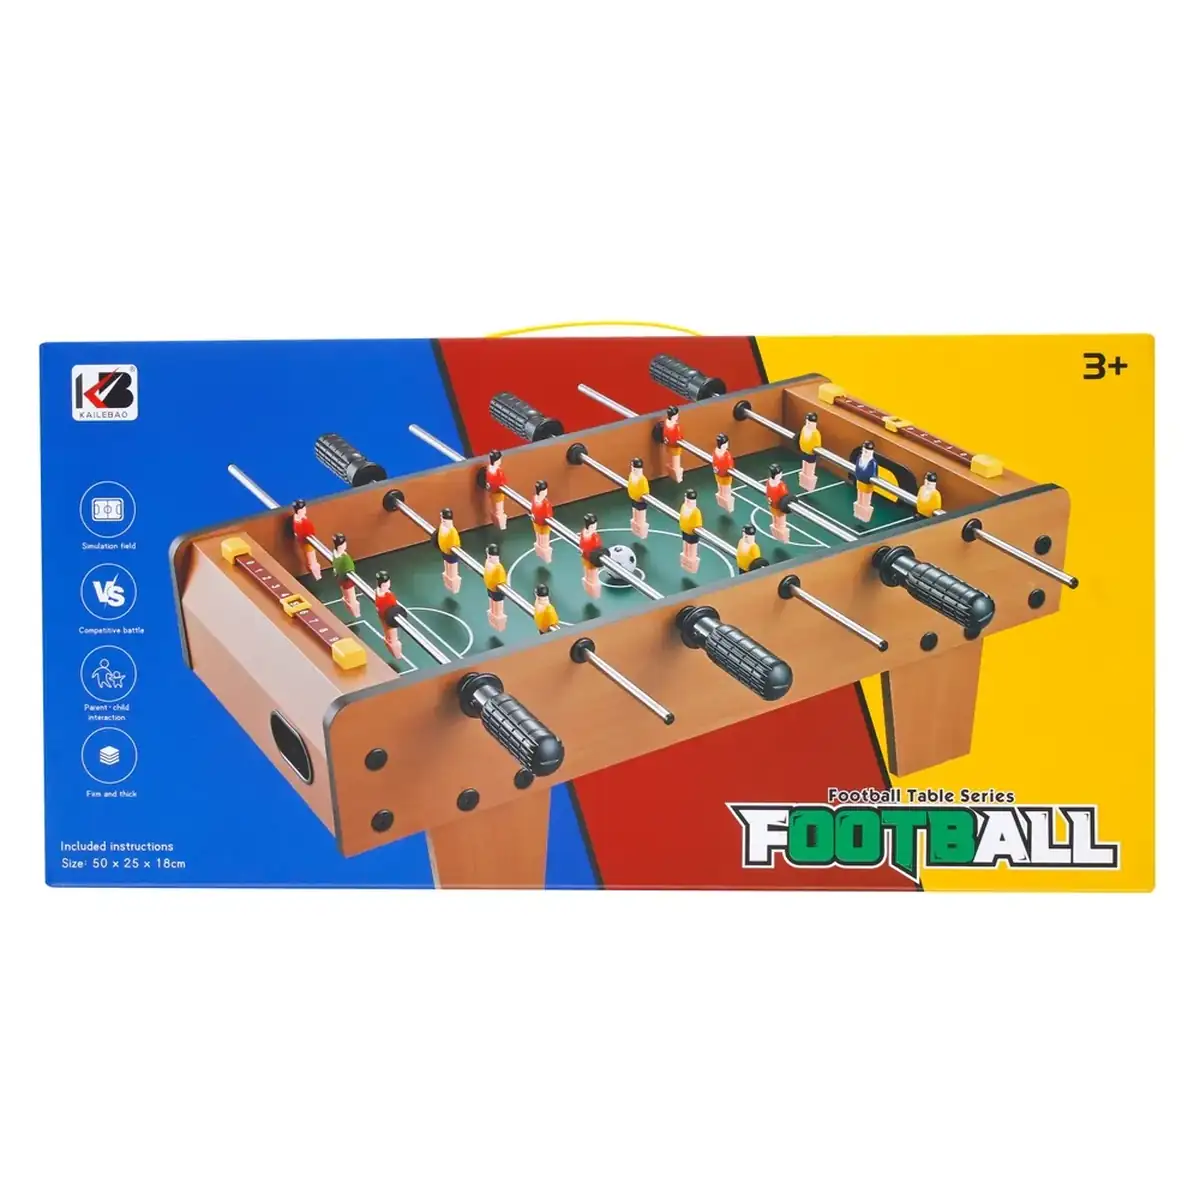 KB®
KAILEBAO
3+
Simulation field
VS
Competitive battle
Parent-child
interaction
Firm and thick
Included instructions
Size: 50 x 25 x 18cm
Football Table Series
FOOTBALL